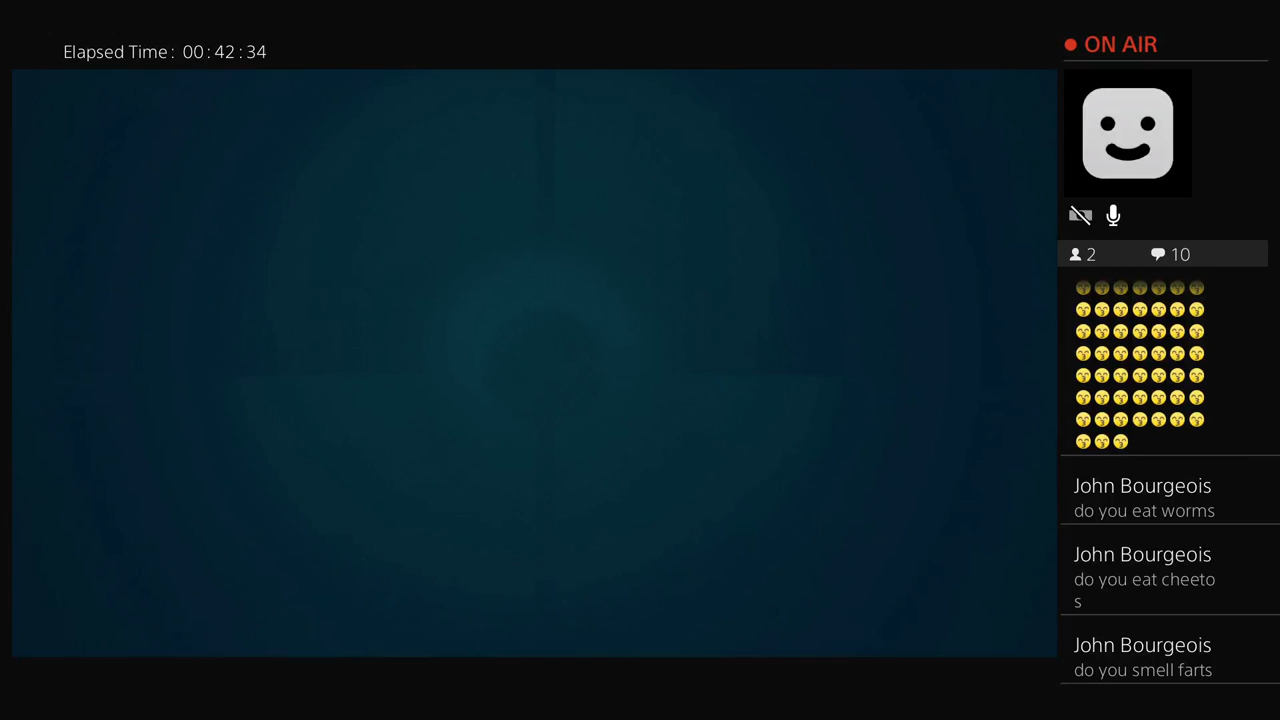 Elapsed Time: 00:42:34
ON AIR
2 10
John Bourgeois
do you eat worms
John Bourgeois
do you eat cheeto
s
John Bourgeois
do you smell farts